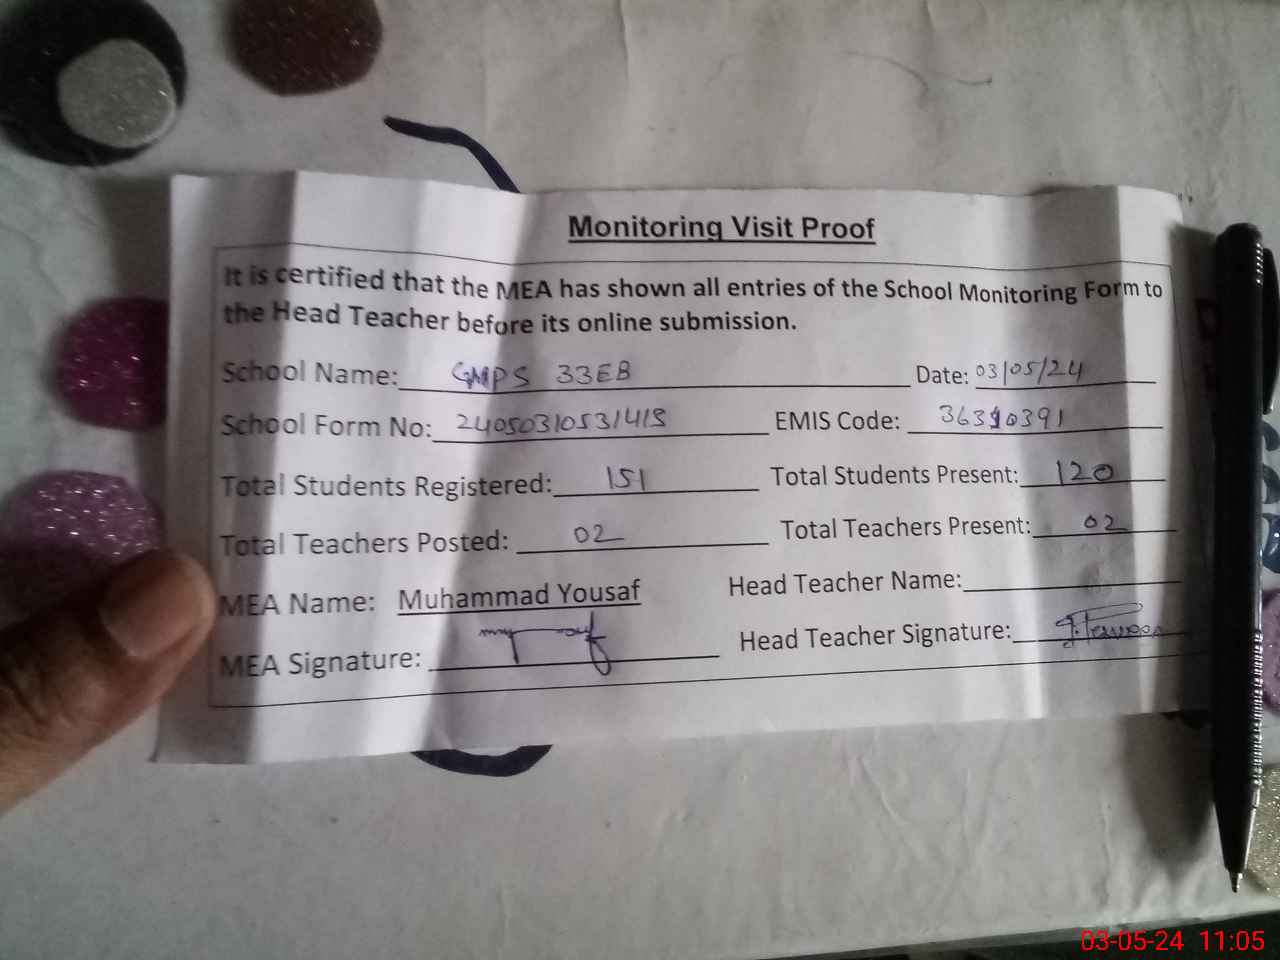 Monitoring Visit Proof
It is certified that the MEA has shown all entries of the School Monitoring Form to
the Head Teacher before its online submission.
School Name: GMPS 33EB Date: 03/05/24
School Form No: 24050310531415 EMIS Code: 36310391
Total Students Registered: 151 Total Students Present: 120
Total Teachers Posted: 02 Total Teachers Present: 02
MEA Name: Muhammad Yousaf Head Teacher Name:
MEA Signature: Head Teacher Signature:
03-05-24 11:05